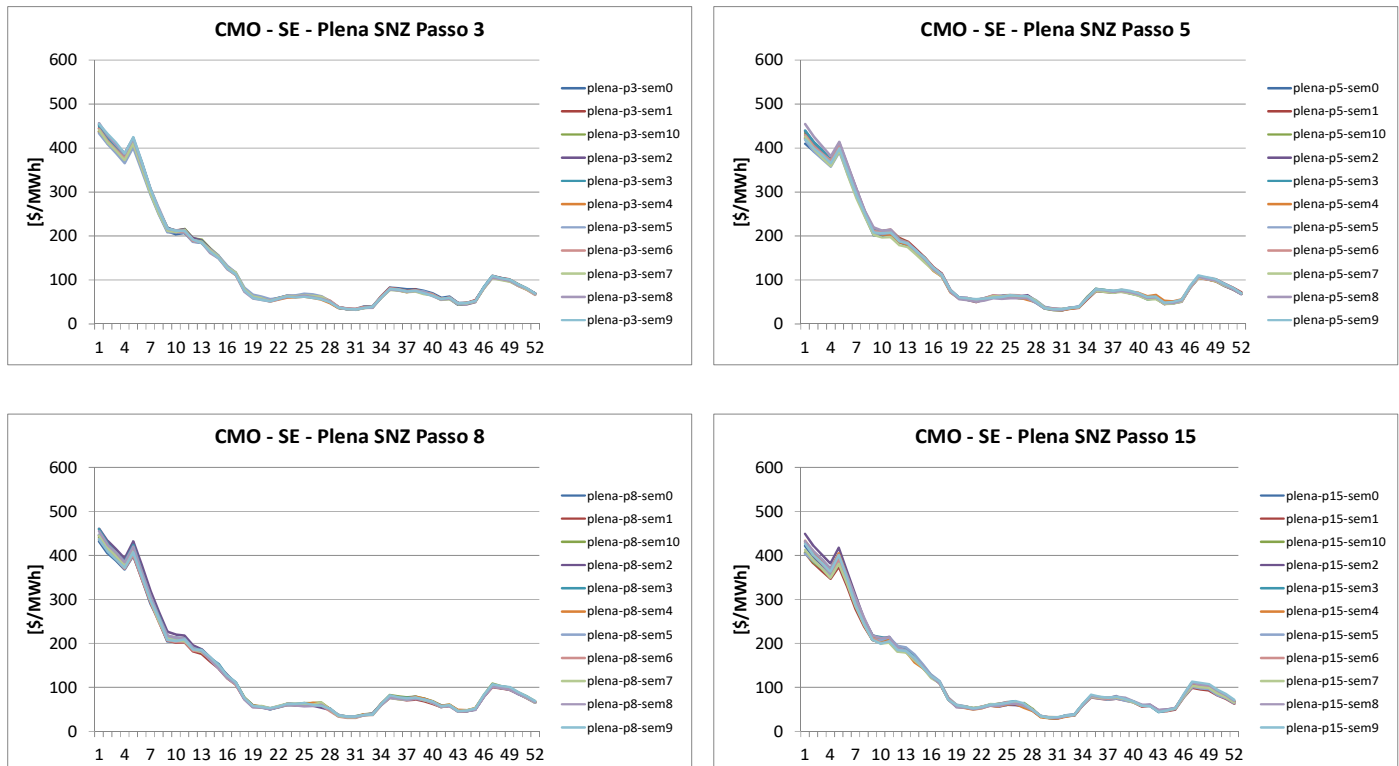 CMO - SE - Plena SNZ Passo 3
600
500
400
300
200
100
0
[$/MWh]
1 4 7 10 13 16 19 22 25 28 31 34 37 40 43 46 49 52
plena-p3-sem0
plena-p3-sem1
plena-p3-sem10
plena-p3-sem2
plena-p3-sem3
plena-p3-sem4
plena-p3-sem5
plena-p3-sem6
plena-p3-sem7
plena-p3-sem8
plena-p3-sem9
CMO - SE - Plena SNZ Passo 5
600
500
400
300
200
100
0
[$/MWh]
1 4 7 10 13 16 19 22 25 28 31 34 37 40 43 46 49 52
plena-p5-sem0
plena-p5-sem1
plena-p5-sem10
plena-p5-sem2
plena-p5-sem3
plena-p5-sem4
plena-p5-sem5
plena-p5-sem6
plena-p5-sem7
plena-p5-sem8
plena-p5-sem9
CMO - SE - Plena SNZ Passo 8
600
500
400
300
200
100
0
[$/MWh]
1 4 7 10 13 16 19 22 25 28 31 34 37 40 43 46 49 52
plena-p8-sem0
plena-p8-sem1
plena-p8-sem10
plena-p8-sem2
plena-p8-sem3
plena-p8-sem4
plena-p8-sem5
plena-p8-sem6
plena-p8-sem7
plena-p8-sem8
plena-p8-sem9
CMO - SE - Plena SNZ Passo 15
600
500
400
300
200
100
0
[$/MWh]
1 4 7 10 13 16 19 22 25 28 31 34 37 40 43 46 49 52
plena-p15-sem0
plena-p15-sem1
plena-p15-sem10
plena-p15-sem2
plena-p15-sem3
plena-p15-sem4
plena-p15-sem5
plena-p15-sem6
plena-p15-sem7
plena-p15-sem8
plena-p15-sem9